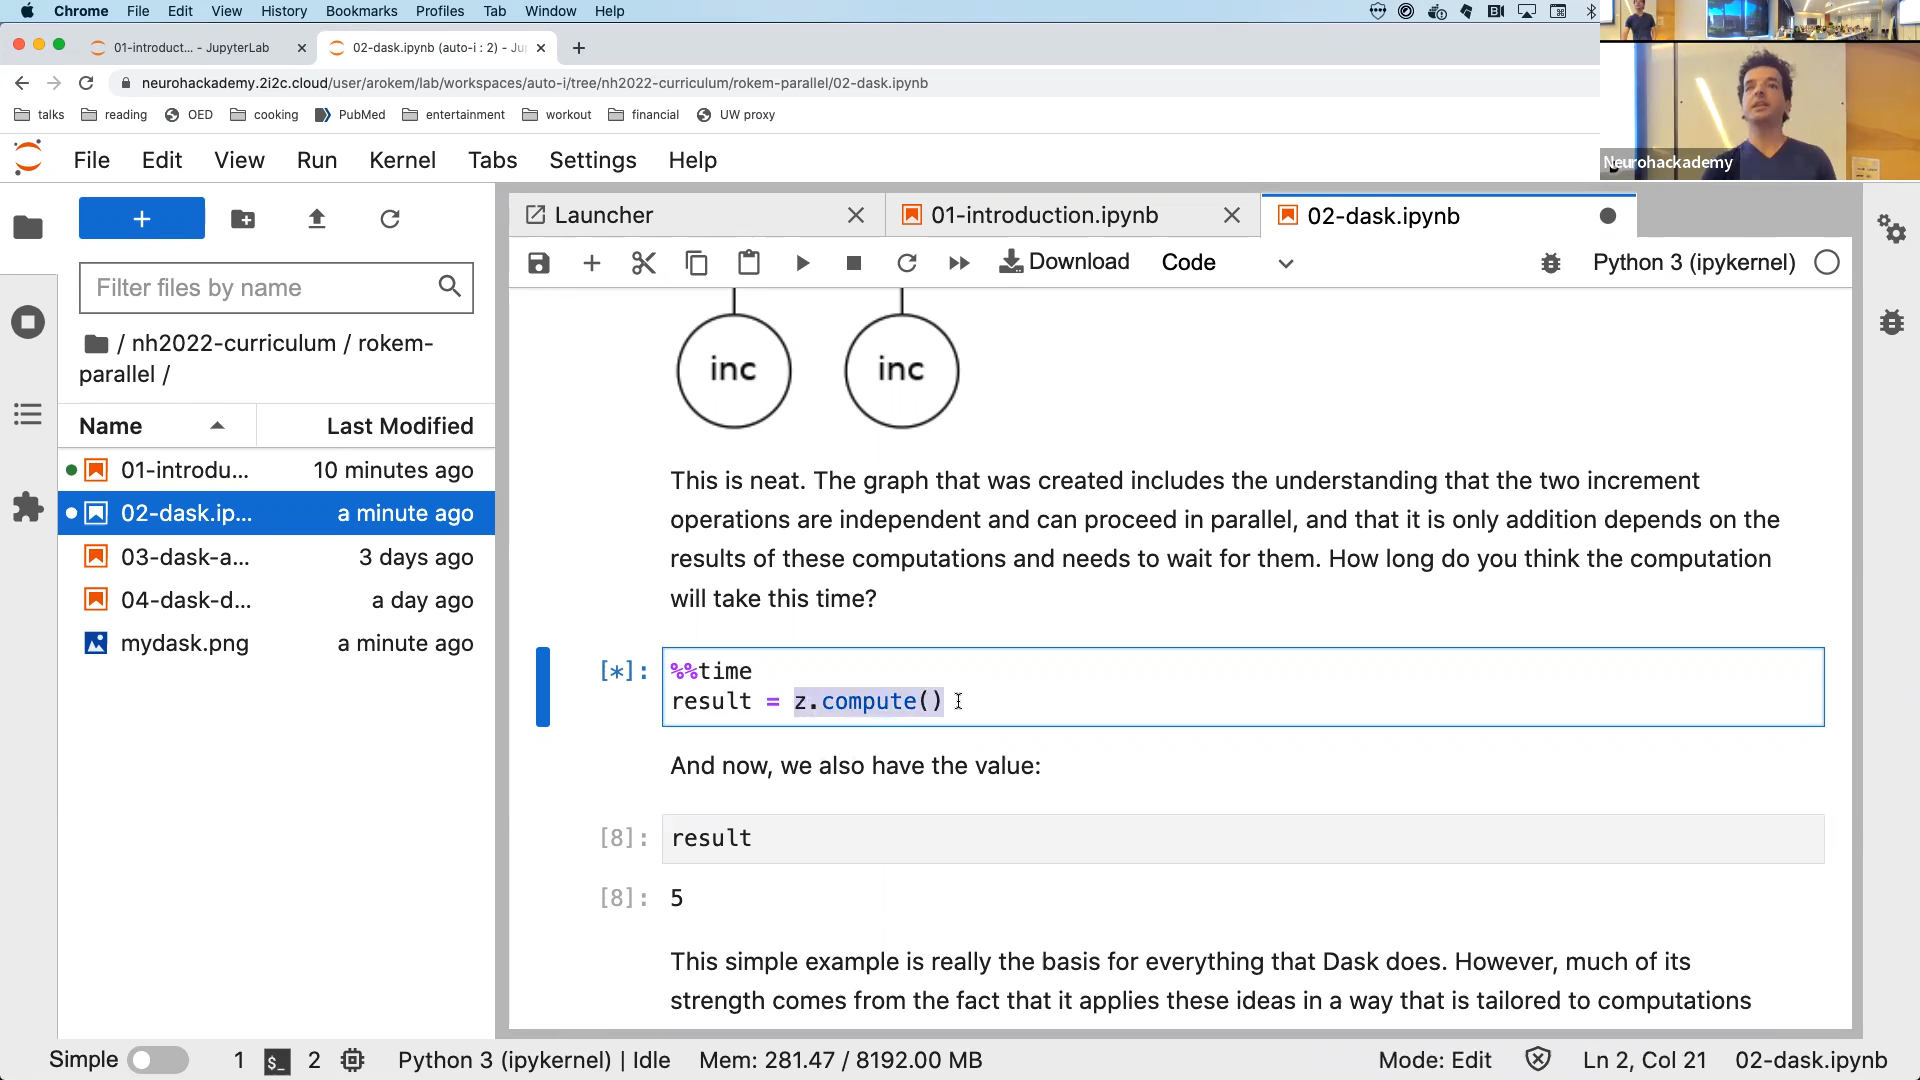 Chrome File Edit View History Bookmarks Profiles Tab Window Help
01-introduct... - JupyterLab
02-dask.ipynb (auto-i : 2) - Ju
neurohackademy.2i2c.cloud/user/arokem/lab/workspaces/auto-i/tree/nh2022-curriculum/rokem-parallel/02-dask.ipynb
talks reading OED cooking PubMed entertainment workout financial UW proxy
Neurohackademy
File Edit View Run Kernel Tabs Settings Help
Launcher 01-introduction.ipynb 02-dask.ipynb
Download Code Python 3 (ipykernel)
Filter files by name
/ nh2022-curriculum / rokem-
parallel /
Name Last Modified
01-introdu... 10 minutes ago
02-dask.ip... a minute ago
03-dask-a... 3 days ago
04-dask-d... a day ago
mydask.png a minute ago
inc inc
This is neat. The graph that was created includes the understanding that the two increment
operations are independent and can proceed in parallel, and that it is only addition depends on the
results of these computations and needs to wait for them. How long do you think the computation
will take this time?
[*]: %%time
result = z.compute()
And now, we also have the value:
[8]: result
[8]: 5
This simple example is really the basis for everything that Dask does. However, much of its
strength comes from the fact that it applies these ideas in a way that is tailored to computations
Simple 1 $_ 2 Python 3 (ipykernel) | Idle Mem: 281.47 / 8192.00 MB Mode: Edit Ln 2, Col 21 02-dask.ipynb